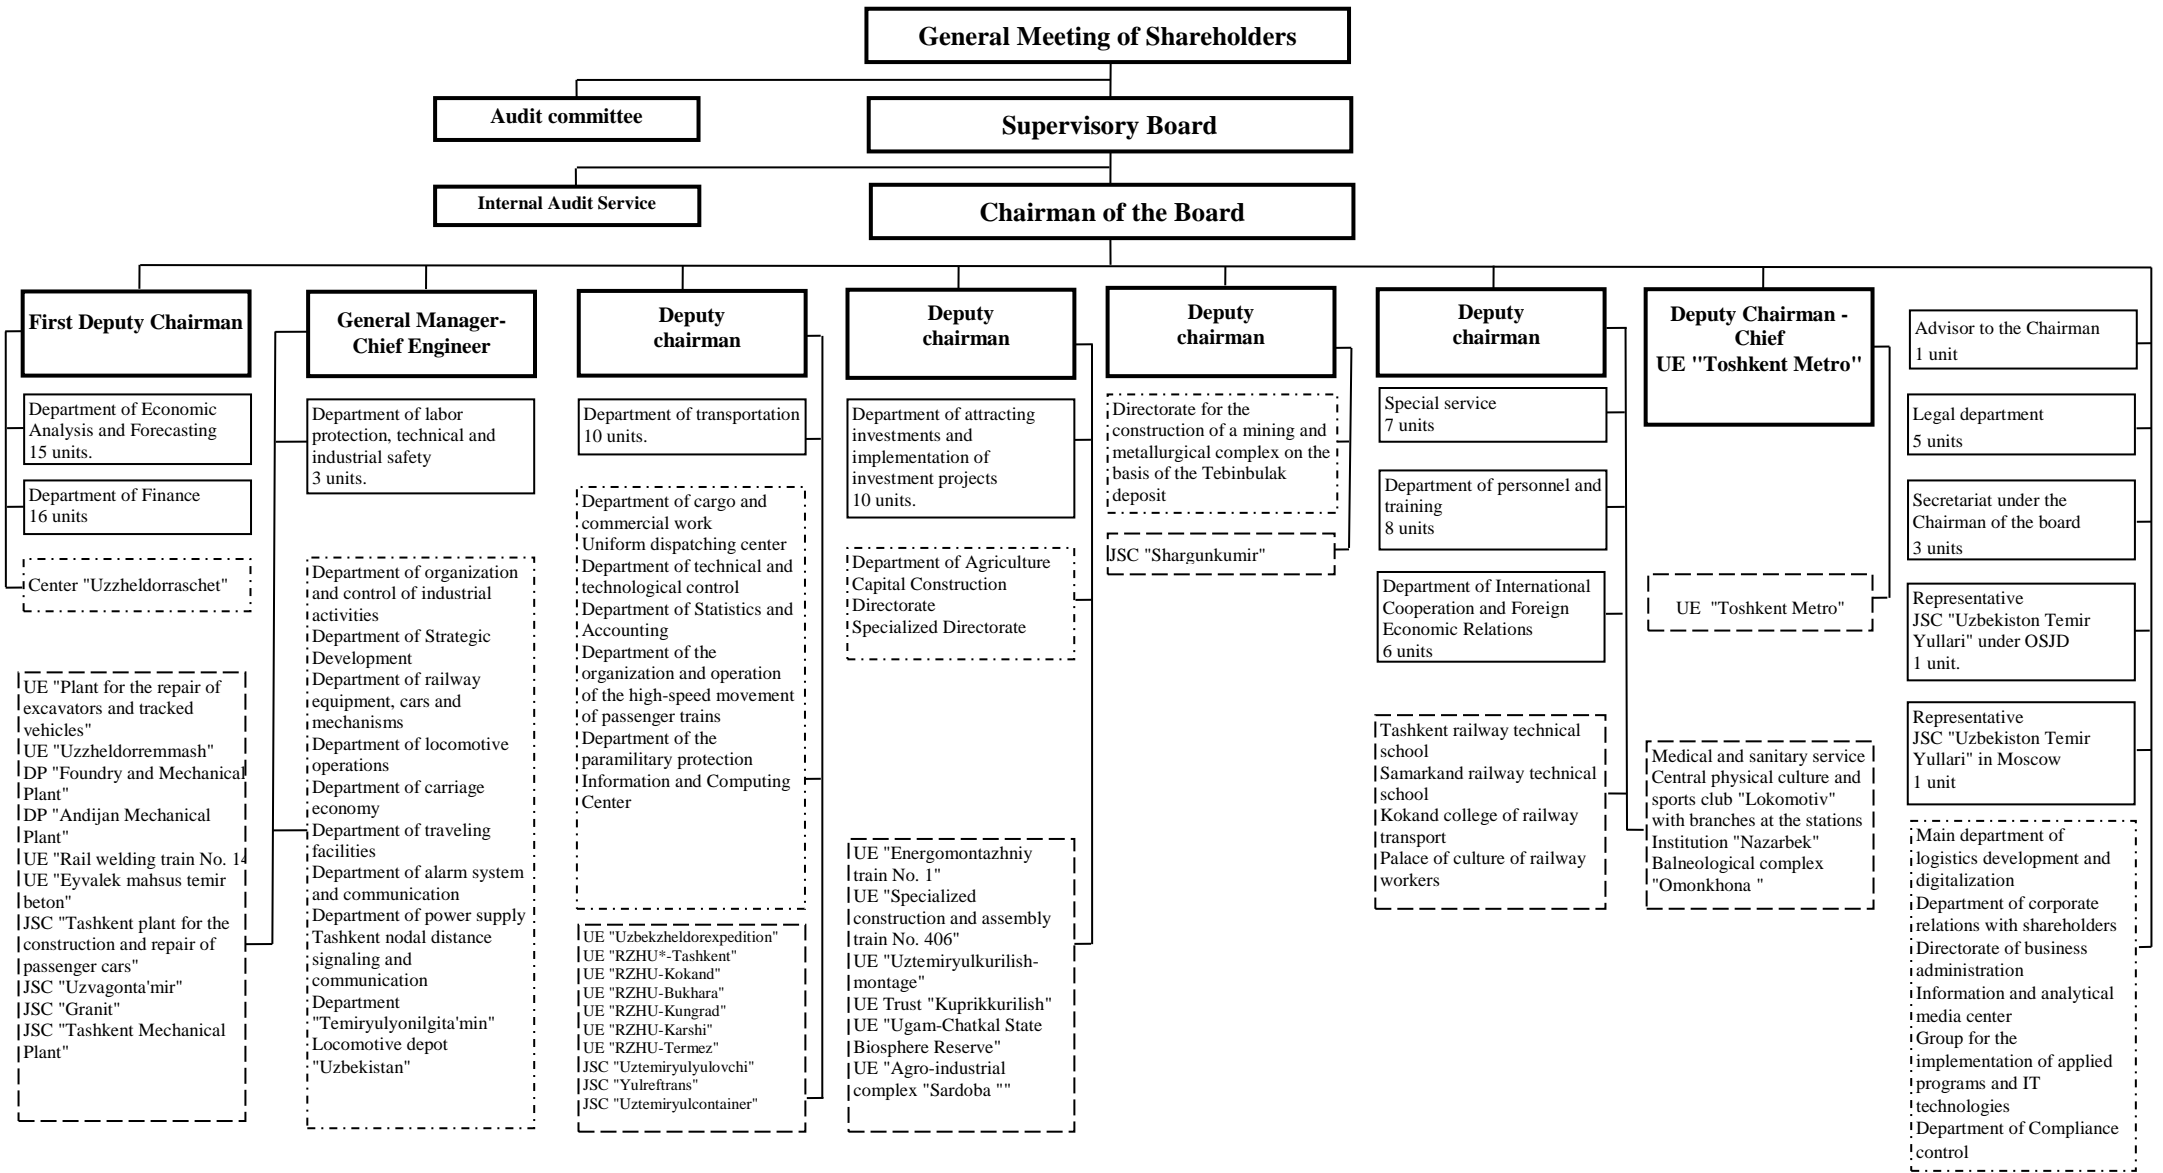 General Meeting of Shareholders
Audit committee
Supervisory Board
Internal Audit Service
Chairman of the Board
First Deputy Chairman
Department of Economic
Analysis and Forecasting
15 units.
Department of Finance
16 units
Center "Uzzheldorraschet"
UE "Plant for the repair of
excavators and tracked
vehicles"
UE "Uzzheldorremmash"
DP "Foundry and Mechanical
Plant"
DP "Andijan Mechanical
Plant"
UE "Rail welding train No. 14
UE "Eyvalek mahsus temir
beton"
JSC "Tashkent plant for the
construction and repair of
passenger cars"
JSC "Uzvagonta'mir"
JSC "Granit"
JSC "Tashkent Mechanical
Plant"
General Manager-
Chief Engineer
Department of labor
protection, technical and
industrial safety
3 units.
Department of organization
and control of industrial
activities
Department of Strategic
Development
Department of railway
equipment, cars and
mechanisms
Department of locomotive
operations
Department of carriage
economy
Department of traveling
facilities
Department of alarm system
and communication
Department of power supply
Tashkent nodal distance
signaling and
communication
Department
"Temiryulyonilgita'min"
Locomotive depot
"Uzbekistan"
Deputy
chairman
Department of transportation
10 units.
Department of cargo and
commercial work
Uniform dispatching center
Department of technical and
technological control
Department of Statistics and
Accounting
Department of the
organization and operation
of the high-speed movement
of passenger trains
Department of the
paramilitary protection
Information and Computing
Center
UE "Uzbekzheldorexpedition"
UE "RZHU*-Tashkent"
UE "RZHU-Kokand"
UE "RZHU-Bukhara"
UE "RZHU-Kungrad"
UE "RZHU-Karshi"
UE "RZHU-Termez"
JSC "Uztemiryulyulovchi"
JSC "Yulreftrans"
JSC "Uztemiryulcontainer"
Deputy
chairman
Department of attracting
investments and
implementation of
investment projects
10 units.
Department of Agriculture
Capital Construction
Directorate
Specialized Directorate
UE "Energomontazhniy
train No. 1"
UE "Specialized
construction and assembly
train No. 406"
UE "Uztemiryulkurilish-
montage"
UE Trust "Kuprikkurilish"
UE "Ugam-Chatkal State
Biosphere Reserve"
UE "Agro-industrial
complex "Sardoba ""
Deputy
chairman
Directorate for the
construction of a mining and
metallurgical complex on the
basis of the Tebinbulak
deposit
JSC "Shargunkumir"
Deputy
chairman
Special service
7 units
Department of personnel and
training
8 units
Department of International
Cooperation and Foreign
Economic Relations
6 units
Tashkent railway technical
school
Samarkand railway technical
school
Kokand college of railway
transport
Palace of culture of railway
workers
Deputy Chairman -
Chief
UE "Toshkent Metro"
UE "Toshkent Metro"
Medical and sanitary service
Central physical culture and
sports club "Lokomotiv"
with branches at the stations
Institution "Nazarbek"
Balneological complex
"Omonkhona "
Advisor to the Chairman
1 unit
Legal department
5 units
Secretariat under the
Chairman of the board
3 units
Representative
JSC "Uzbekiston Temir
Yullari" under OSJD
1 unit.
Representative
JSC "Uzbekiston Temir
Yullari" in Moscow
1 unit
Main department of
logistics development and
digitalization
Department of corporate
relations with shareholders
Directorate of business
administration
Information and analytical
media center
Group for the
implementation of applied
programs and IT
technologies
Department of Compliance
control